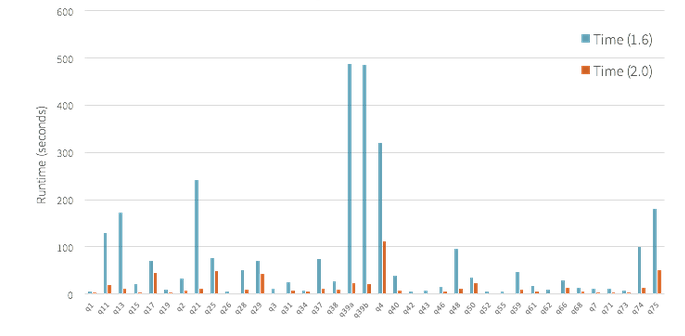 600
500
400
300
200
100
0
Runtime (seconds)
Time (1.6)
Time (2.0)
q1 q11 q13 q15 q17 q19 q2 q21 q25 q26 q28 q29 q3 q31 q34 q37 q38 q39a q39b q4 q40 q42 q43 q46 q48 q50 q52 q55 q59 q61 q62 q66 q68 q7 q71 q73 q74 q75